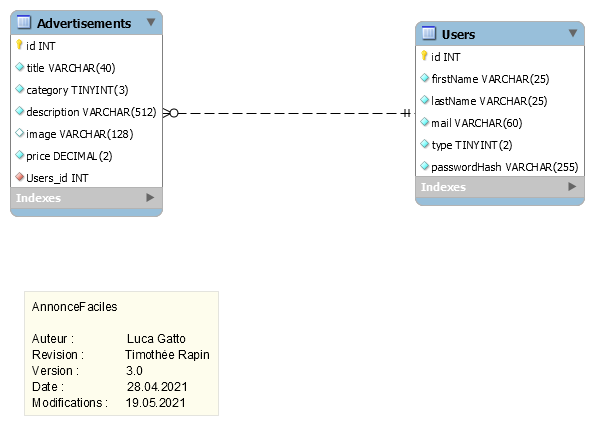 Advertisements
id INT
title VARCHAR(40)
category TINYINT(3)
description VARCHAR(512)
image VARCHAR(128)
price DECIMAL(2)
Users_id INT
Indexes
Users
id INT
firstName VARCHAR(25)
lastName VARCHAR(25)
mail VARCHAR(60)
type TINYINT(2)
passwordHash VARCHAR(255)
Indexes
AnnonceFaciles
Auteur : Luca Gatto
Revision : Timothée Rapin
Version : 3.0
Date : 28.04.2021
Modifications : 19.05.2021